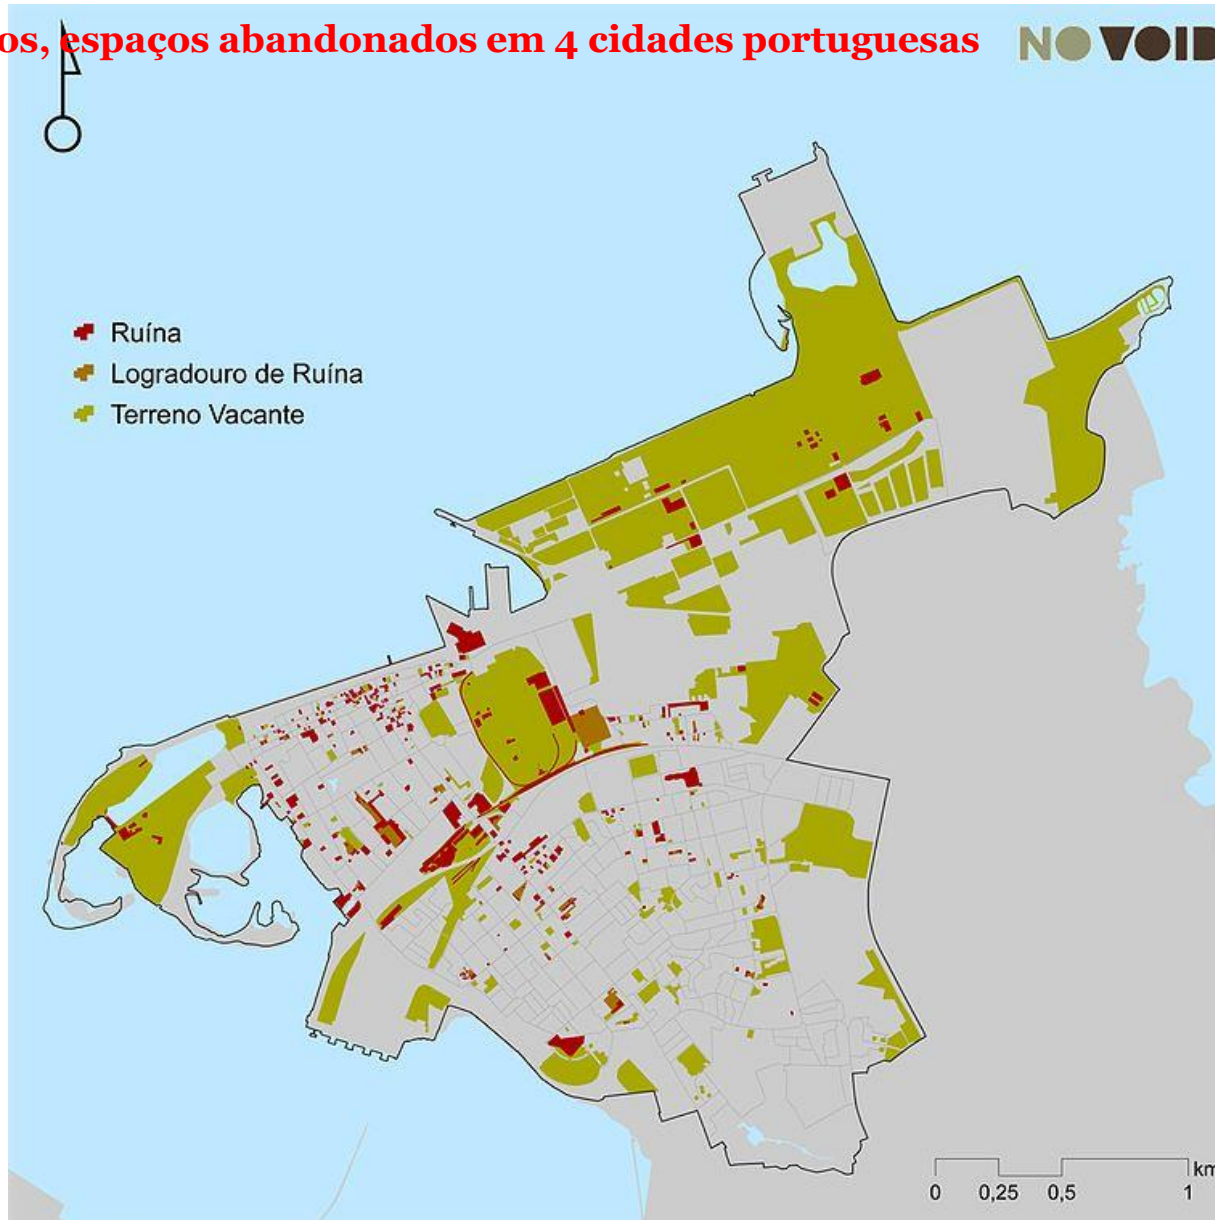 os, espaços abandonados em 4 cidades portuguesas
NO VOID
Ruína
Logradouro de Ruína
Terreno Vacante
km
0 0,25 0,5 1